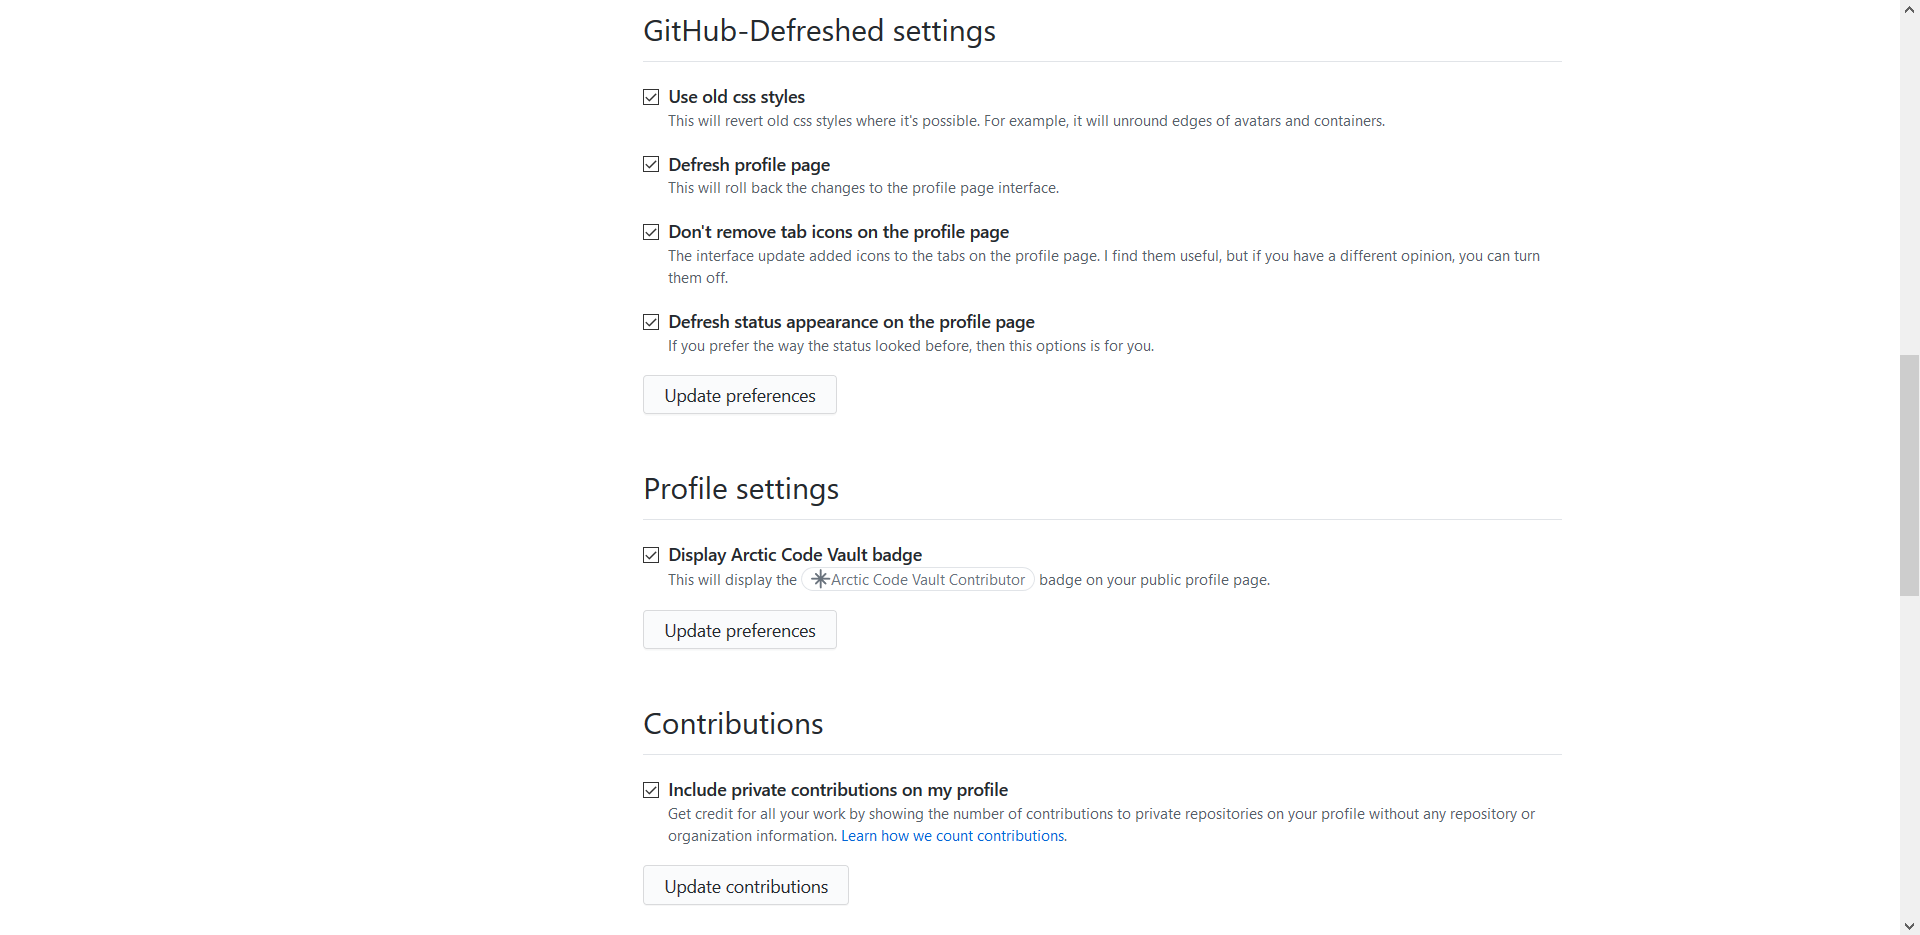 GitHub-Defreshed settings
Use old css styles
This will revert old css styles where it's possible. For example, it will unround edges of avatars and containers.
Defresh profile page
This will roll back the changes to the profile page interface.
Don't remove tab icons on the profile page
The interface update added icons to the tabs on the profile page. I find them useful, but if you have a different opinion, you can turn
them off.
Defresh status appearance on the profile page
If you prefer the way the status looked before, then this options is for you.
Update preferences
Profile settings
Display Arctic Code Vault badge
This will display the Arctic Code Vault Contributor badge on your public profile page.
Update preferences
Contributions
Include private contributions on my profile
Get credit for all your work by showing the number of contributions to private repositories on your profile without any repository or
organization information. Learn how we count contributions.
Update contributions